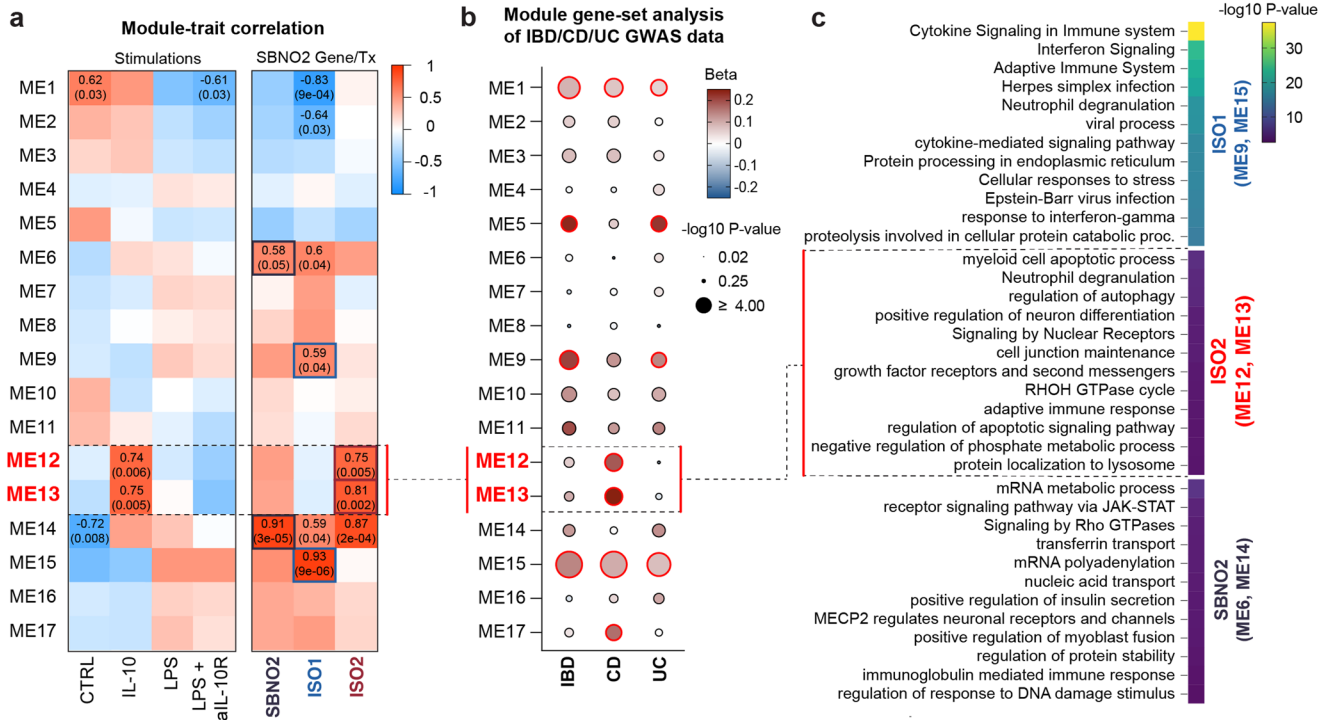 a
Module-trait correlation
Stimulations
SBNO2 Gene/Tx
ME1
ME2
ME3
ME4
ME5
ME6
ME7
ME8
ME9
ME10
ME11
ME12
ME13
ME14
ME15
ME16
ME17
0.62
(0.03)
-0.61
(0.03)
-0.83
(9e-04)
-0.64
(0.03)
0.58
(0.05)
0.6
(0.04)
0.59
(0.04)
0.74
(0.006)
0.75
(0.005)
0.75
(0.005)
0.81
(0.002)
-0.72
(0.008)
0.91
(3e-05)
0.59
(0.04)
0.87
(2e-04)
0.93
(9e-06)
CTRL
IL-10
LPS
LPS +
aIL-10R
SBNO2
ISO1
ISO2
1
0.5
0
-0.5
-1
b
Module gene-set analysis
of IBD/CD/UC GWAS data
ME1
ME2
ME3
ME4
ME5
ME6
ME7
ME8
ME9
ME10
ME11
ME12
ME13
ME14
ME15
ME16
ME17
IBD
CD
UC
Beta
0.2
0.1
0
-0.1
-0.2
-log10 P-value
0.02
0.25
≥ 4.00
c
-log10 P-value
30
20
10
Cytokine Signaling in Immune system
Interferon Signaling
Adaptive Immune System
Herpes simplex infection
Neutrophil degranulation
viral process
cytokine-mediated signaling pathway
Protein processing in endoplasmic reticulum
Cellular responses to stress
Epstein-Barr virus infection
response to interferon-gamma
proteolysis involved in cellular protein catabolic proc.
ISO1
(ME9, ME15)
myeloid cell apoptotic process
Neutrophil degranulation
regulation of autophagy
positive regulation of neuron differentiation
Signaling by Nuclear Receptors
cell junction maintenance
growth factor receptors and second messengers
RHOH GTPase cycle
adaptive immune response
regulation of apoptotic signaling pathway
negative regulation of phosphate metabolic process
protein localization to lysosome
ISO2
(ME12, ME13)
mRNA metabolic process
receptor signaling pathway via JAK-STAT
Signaling by Rho GTPases
transferrin transport
mRNA polyadenylation
nucleic acid transport
positive regulation of insulin secretion
MECP2 regulates neuronal receptors and channels
positive regulation of myoblast fusion
regulation of protein stability
immunoglobulin mediated immune response
regulation of response to DNA damage stimulus
SBNO2
(ME6, ME14)